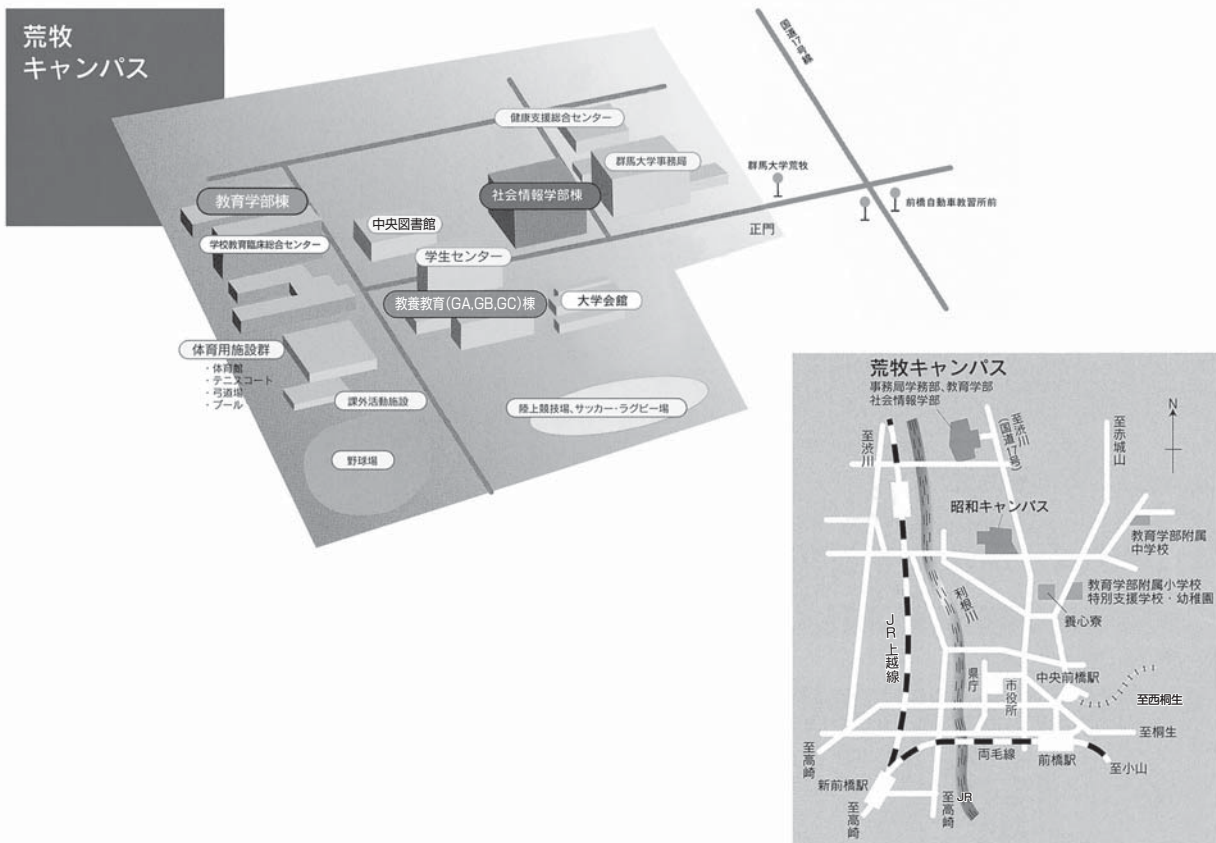 荒牧
キャンパス
国道17号線
健康支援総合センター
群馬大学事務局
群馬大学荒牧
前橋自動車教習所前
正門
教育学部棟
社会情報学部棟
中央図書館
学校教育臨床総合センター
学生センター
教養教育(GA,GB,GC)棟
大学会館
体育用施設群
・体育館
・テニスコート
・弓道場
・プール
課外活動施設
陸上競技場、サッカー・ラグビー場
野球場
荒牧キャンパス
事務局学務部、教育学部
社会情報学部
至渋川
至渋川
(国道17号)
至赤城山
N
昭和キャンパス
教育学部附属
中学校
教育学部附属小学校
特別支援学校・幼稚園
養心寮
利根川
JR上越線
県庁
市役所
中央前橋駅
至西桐生
至桐生
至高崎
両毛線
前橋駅
至小山
新前橋駅
至高崎
至高崎
JR